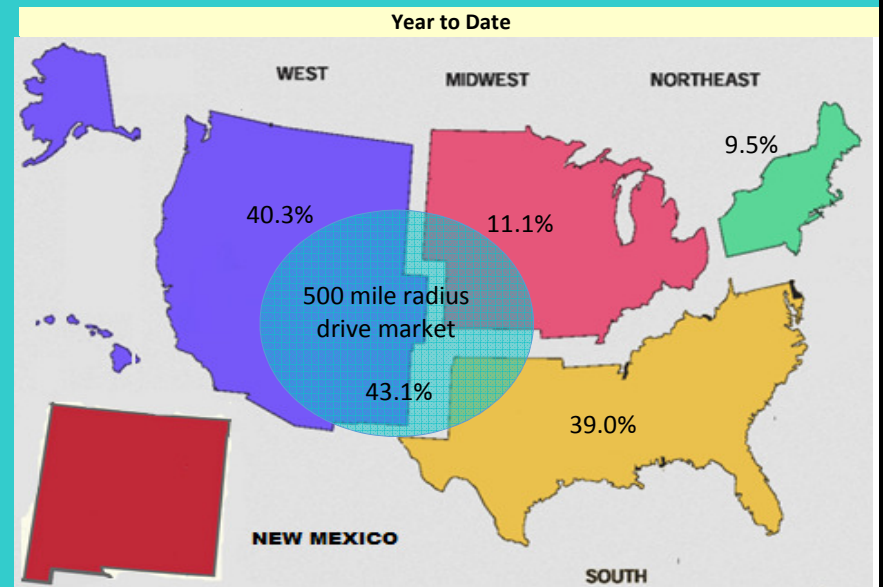 Year to Date
WEST
MIDWEST
NORTHEAST
9.5%
40.3%
11.1%
500 mile radius
drive market
43.1%
39.0%
NEW MEXICO
SOUTH